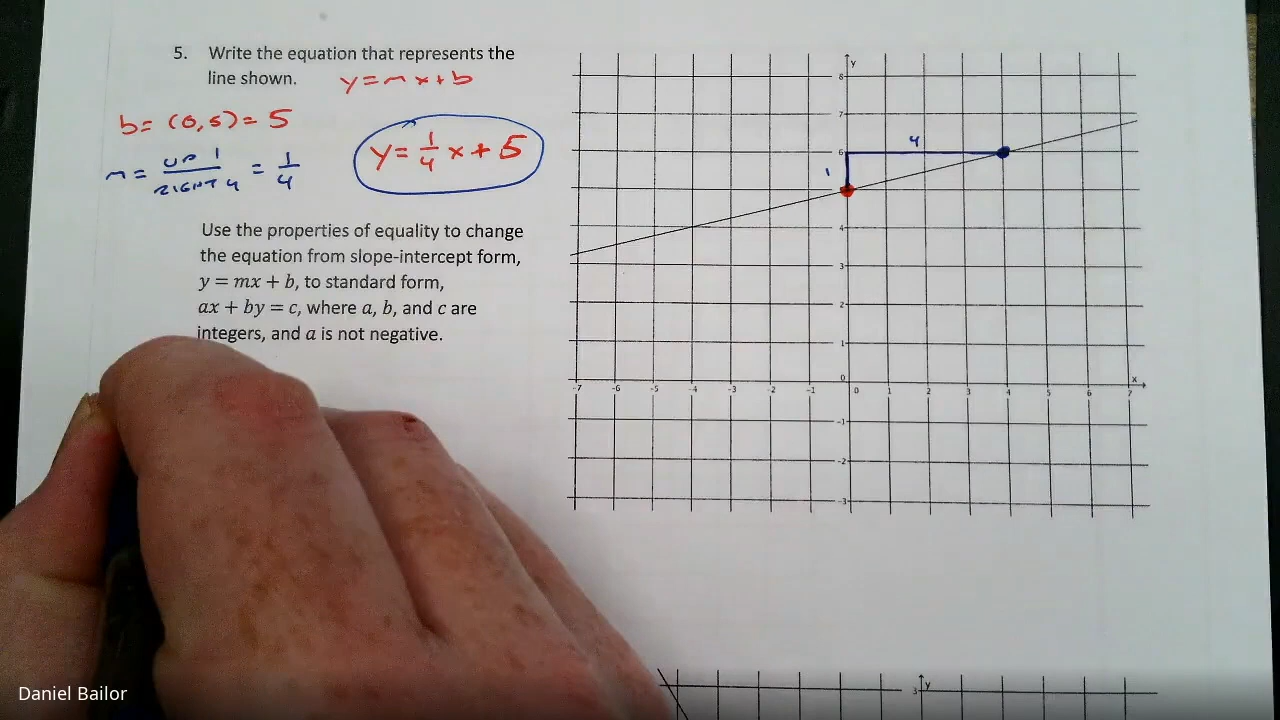 5. Write the equation that represents the
line shown. y=mx+b
b= (0,5)= 5
m= UP 1 / RIGHT 4 = 1/4
y= 1/4 x+5
Use the properties of equality to change
the equation from slope-intercept form,
y = mx + b, to standard form,
ax + by = c, where a, b, and c are
integers, and a is not negative.
y
8
7
6
4
3
2
1
0
-1
-2
-3
4
1
-7 -6 -5 -4 -3 -2 -1 0 1 2 3 4 5 6 7
x
y
3
Daniel Bailor